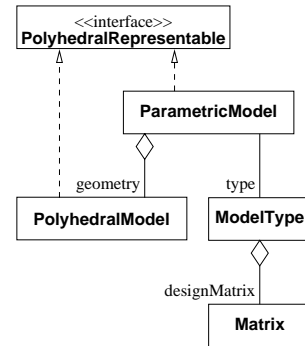 <<interface>>
PolyhedralRepresentable
ParametricModel
geometry
type
PolyhedralModel
ModelType
designMatrix
Matrix